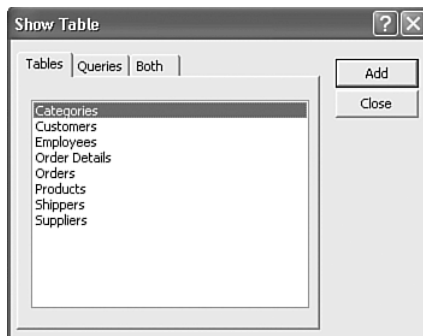 Show Table
Tables Queries Both
Add
Close
Categories
Customers
Employees
Order Details
Orders
Products
Shippers
Suppliers